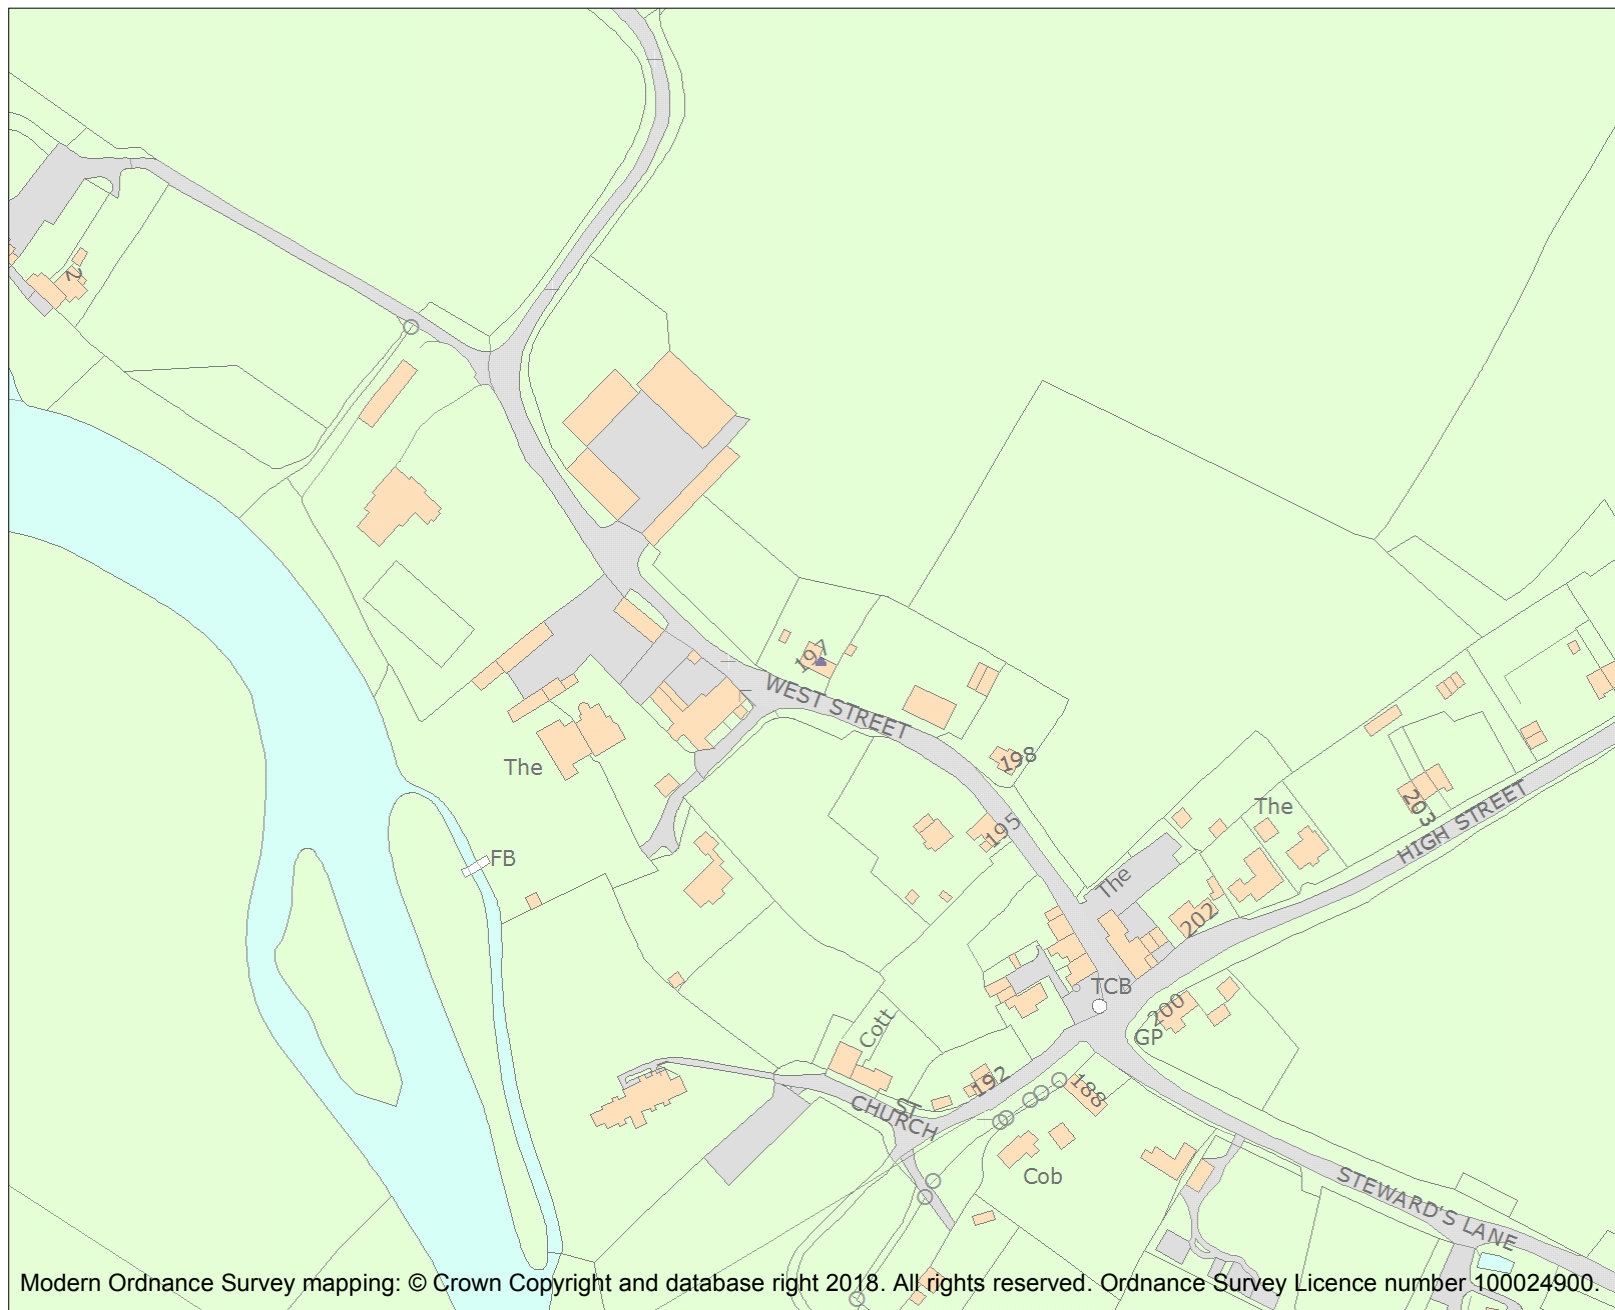 2
197
WEST STREET
198
The
195
The
203
HIGH STREET
FB
The
202
TCB
200
GP
Cott
192
188
ST
CHURCH
Cob
STEWARD'S LANE
Modern Ordnance Survey mapping: © Crown Copyright and database right 2018. All rights reserved. Ordnance Survey Licence number 100024900.